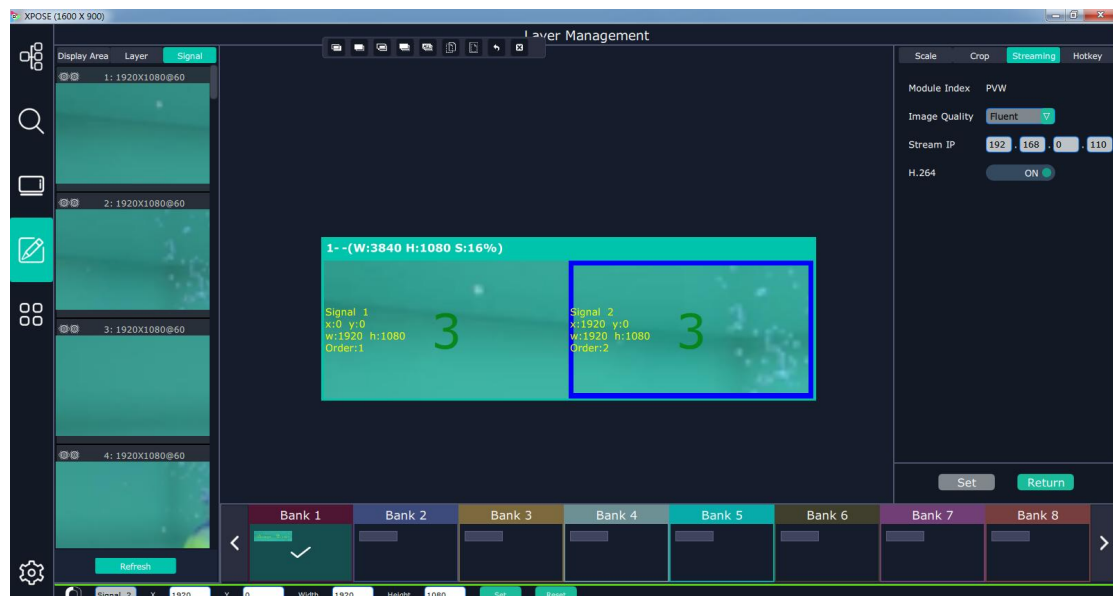 XPOSE (1600 X 900)
Layer Management
Display Area Layer Signal
1: 1920X1080@60
2: 1920X1080@60
3: 1920X1080@60
4: 1920X1080@60
Refresh
1--(W:3840 H:1080 S:16%)
Signal 1
x:0 y:0
w:1920 h:1080
Order:1
3
Signal 2
x:1920 y:0
w:1920 h:1080
Order:2
3
Scale Crop Streaming Hotkey
Module Index PVW
Image Quality Fluent
Stream IP 192 . 168 . 0 . 110
H.264 ON
Set Return
Bank 1 Bank 2 Bank 3 Bank 4 Bank 5 Bank 6 Bank 7 Bank 8
Signal 2 X 1920 Y 0 Width 1920 Height 1080 Set Reset